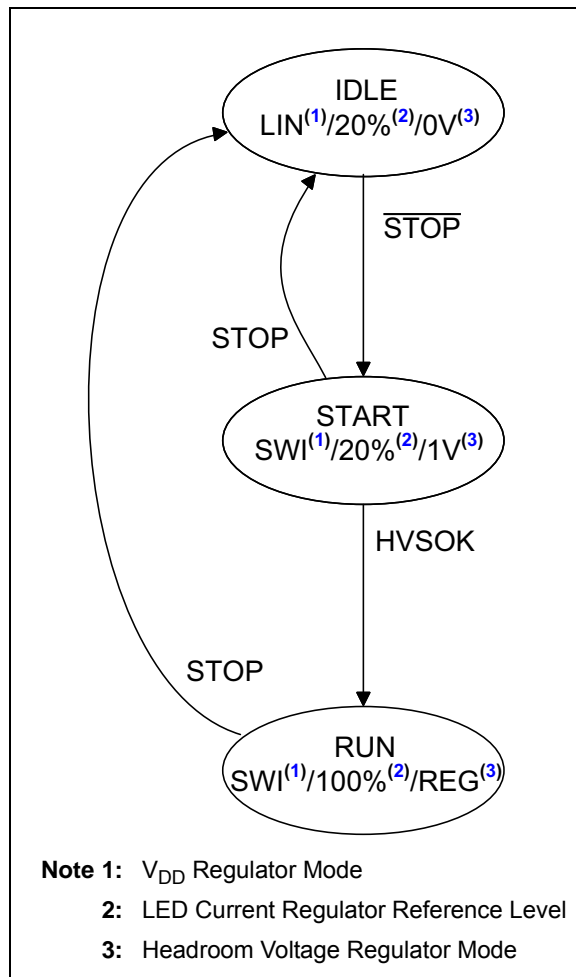 IDLE
LIN(1)/20%(2)/0V(3)
STOP
STOP
START
SWI(1)/20%(2)/1V(3)
HVSOK
STOP
RUN
SWI(1)/100%(2)/REG(3)
Note 1: VDD Regulator Mode
2: LED Current Regulator Reference Level
3: Headroom Voltage Regulator Mode